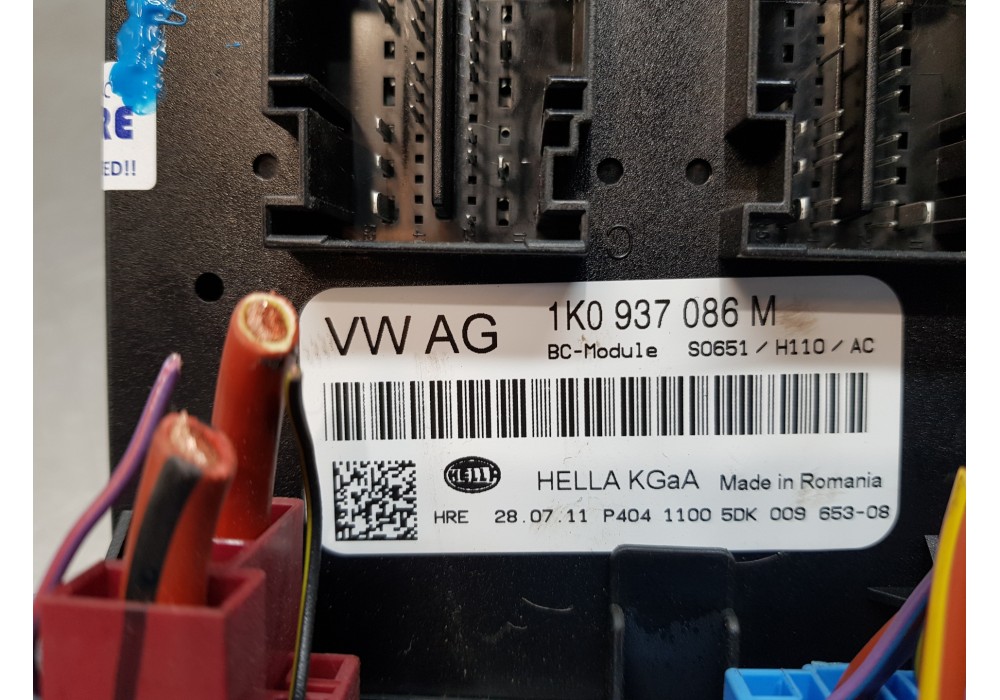 RE
ED!!
VW AG
1K0 937 086 M
BC-Module S0651 / H110 / AC
HELLA
HELLA KGaA Made in Romania
HRE 28.07.11 P404 1100 5DK 009 653-08